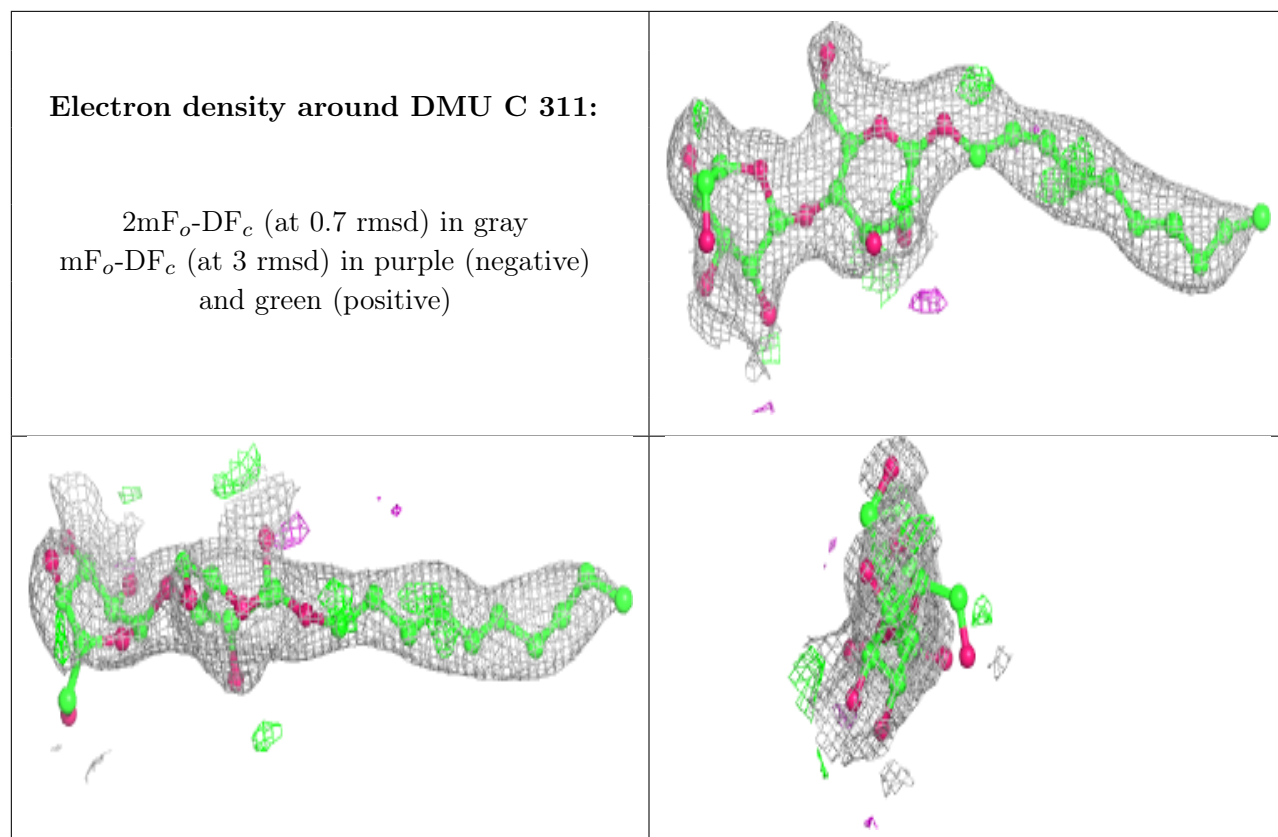 Electron density around DMU C 311:
2mFₒ-DF𝒸 (at 0.7 rmsd) in gray
mFₒ-DF𝒸 (at 3 rmsd) in purple (negative)
and green (positive)